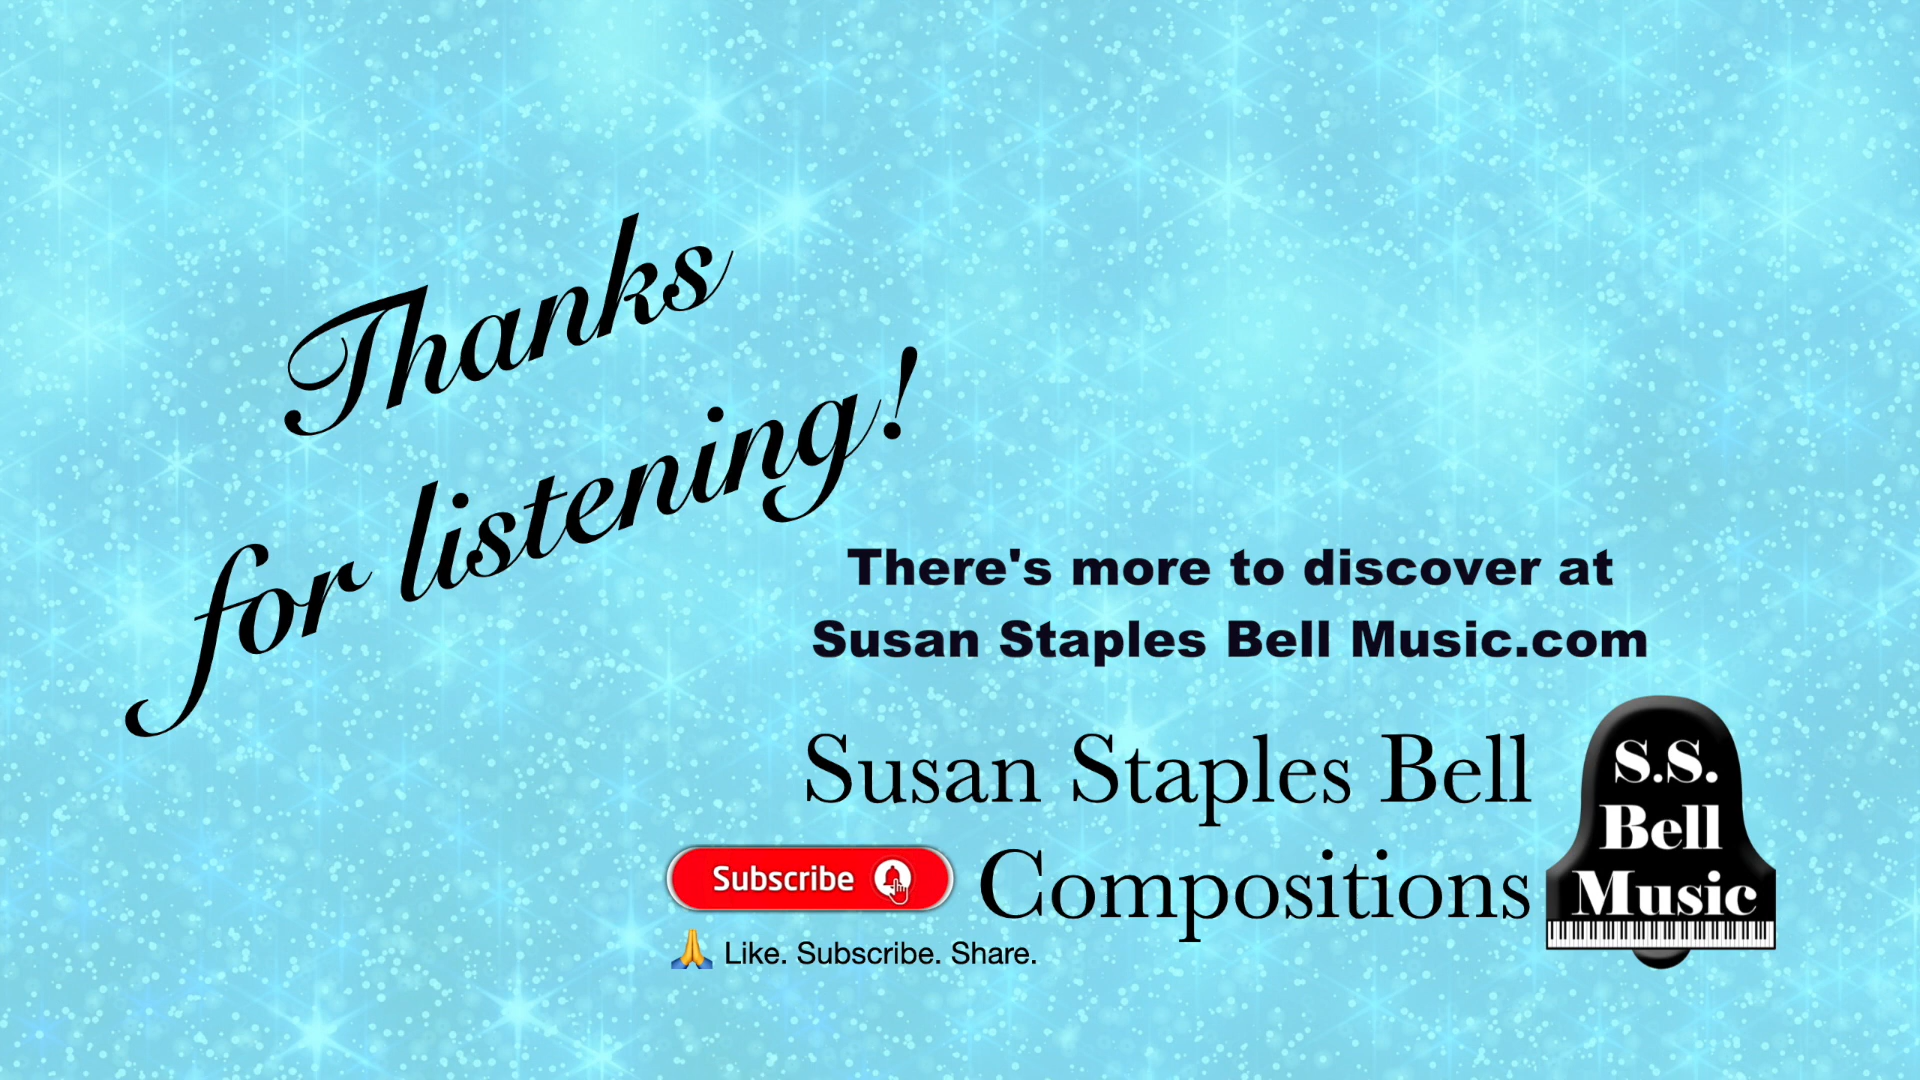 Thanks
for listening!
There's more to discover at
Susan Staples Bell Music.com
Susan Staples Bell
Compositions
S.S.
Bell
Music
Subscribe
🙏 Like. Subscribe. Share.